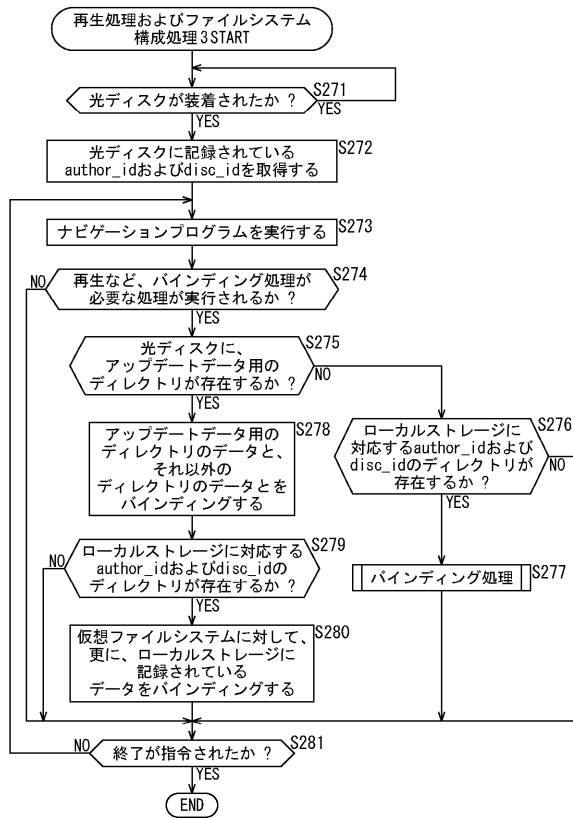 再生処理およびファイルシステム
構成処理3START
光ディスクが装着されたか ?
S271
YES
YES
光ディスクに記録されている
author_idおよびdisc_idを取得する
S272
ナビゲーションプログラムを実行する
S273
再生など、バインディング処理が
必要な処理が実行されるか ?
S274
NO
YES
光ディスクに、
アップデートデータ用の
ディレクトリが存在するか ?
S275
NO
YES
ローカルストレージに
対応するauthor_idおよび
disc_idのディレクトリが
存在するか ?
S276
NO
YES
アップデートデータ用の
ディレクトリのデータと、
それ以外の
ディレクトリのデータとを
バインディングする
S278
バインディング処理
S277
ローカルストレージに対応する
author_idおよびdisc_idの
ディレクトリが存在するか ?
S279
NO
YES
仮想ファイルシステムに対して、
更に、ローカルストレージに
記録されている
データをバインディングする
S280
終了が指令されたか ?
S281
NO
YES
END